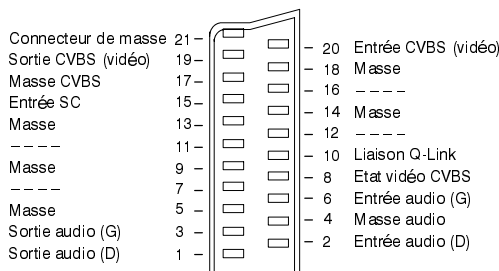 Connecteur de masse 21
Sortie CVBS (vidéo) 19
Masse CVBS 17
Entrée SC 15
Masse 13
---- 11
Masse 9
---- 7
Masse 5
Sortie audio (G) 3
Sortie audio (D) 1
20 Entrée CVBS (vidéo)
18 Masse
16 ----
14 Masse
12 ----
10 Liaison Q-Link
8 Etat vidéo CVBS
6 Entrée audio (G)
4 Masse audio
2 Entrée audio (D)